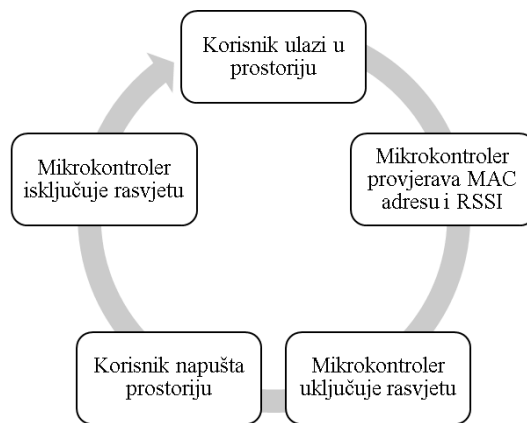 Korisnik ulazi u
prostoriju
Mikrokontroler
provjerava MAC
adresu i RSSI
Mikrokontroler
uključuje rasvjetu
Korisnik napušta
prostoriju
Mikrokontroler
isključuje rasvjetu